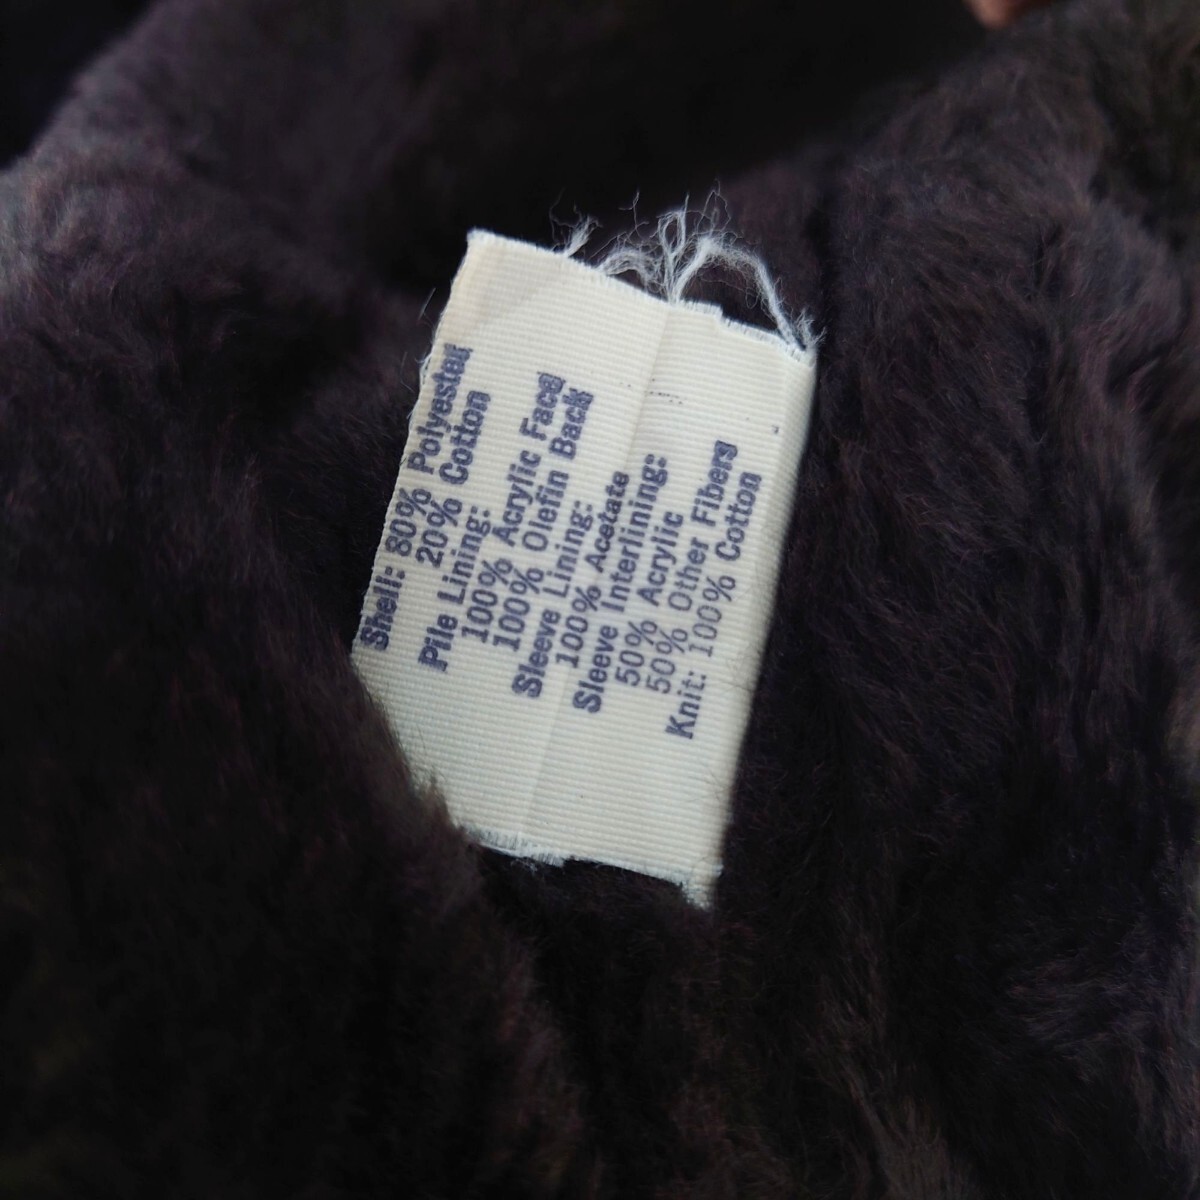 Shell: 80% Polyester
20% Cotton
Pile Lining:
100% Acrylic Face
100% Olefin Back
Sleeve Lining:
100% Acetate
Sleeve Interlining:
50% Acrylic
50% Other Fibers
Knit: 100% Cotton